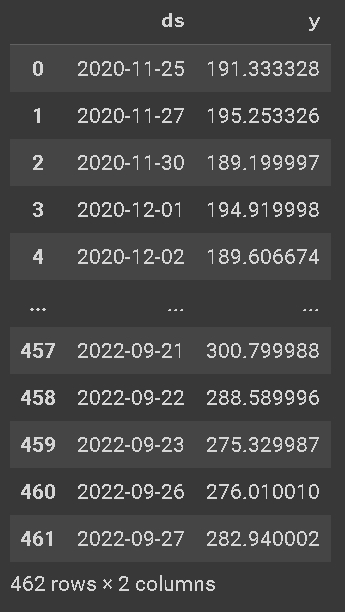 ds y
0 2020-11-25 191.333328
1 2020-11-27 195.253326
2 2020-11-30 189.199997
3 2020-12-01 194.919998
4 2020-12-02 189.606674
... ... ...
457 2022-09-21 300.799988
458 2022-09-22 288.589996
459 2022-09-23 275.329987
460 2022-09-26 276.010010
461 2022-09-27 282.940002
462 rows × 2 columns